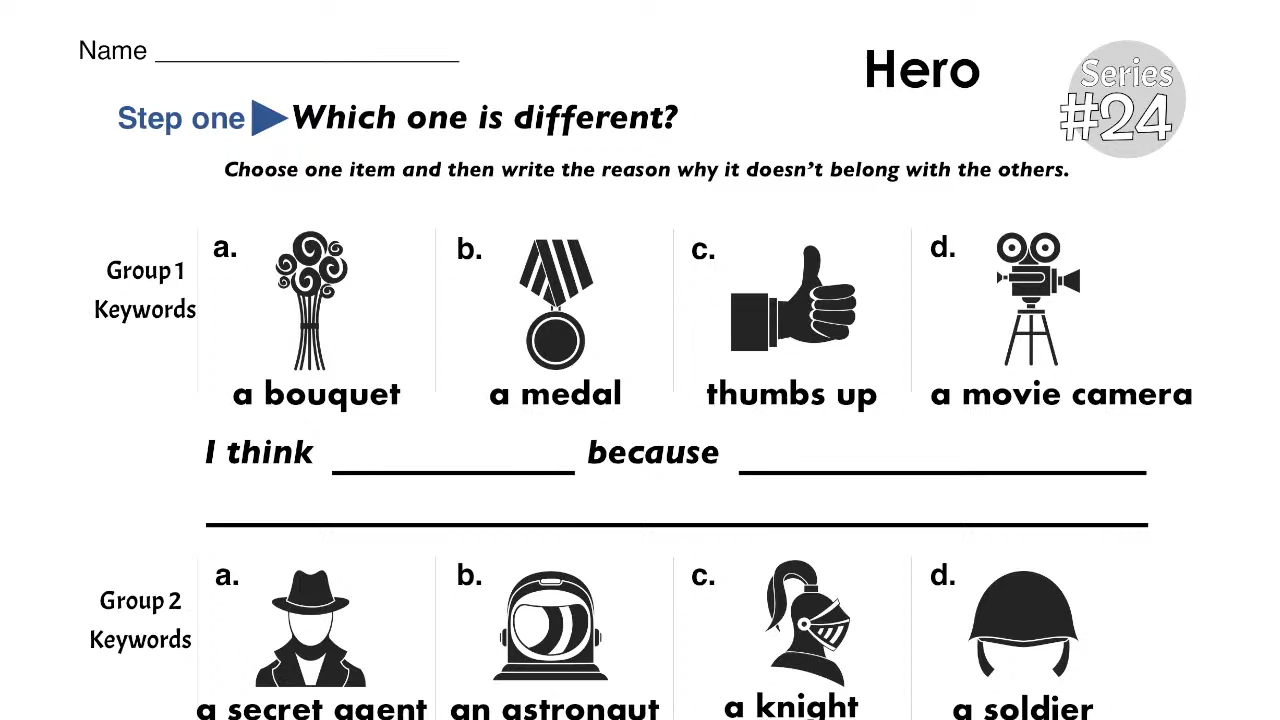 Name
Hero
Series
#24
Step one Which one is different?
Choose one item and then write the reason why it doesn't belong with the others.
Group 1
Keywords
a. b. c. d.
a bouquet a medal thumbs up a movie camera
I think because
Group 2
Keywords
a. b. c. d.
a secret agent an astronaut a knight a soldier